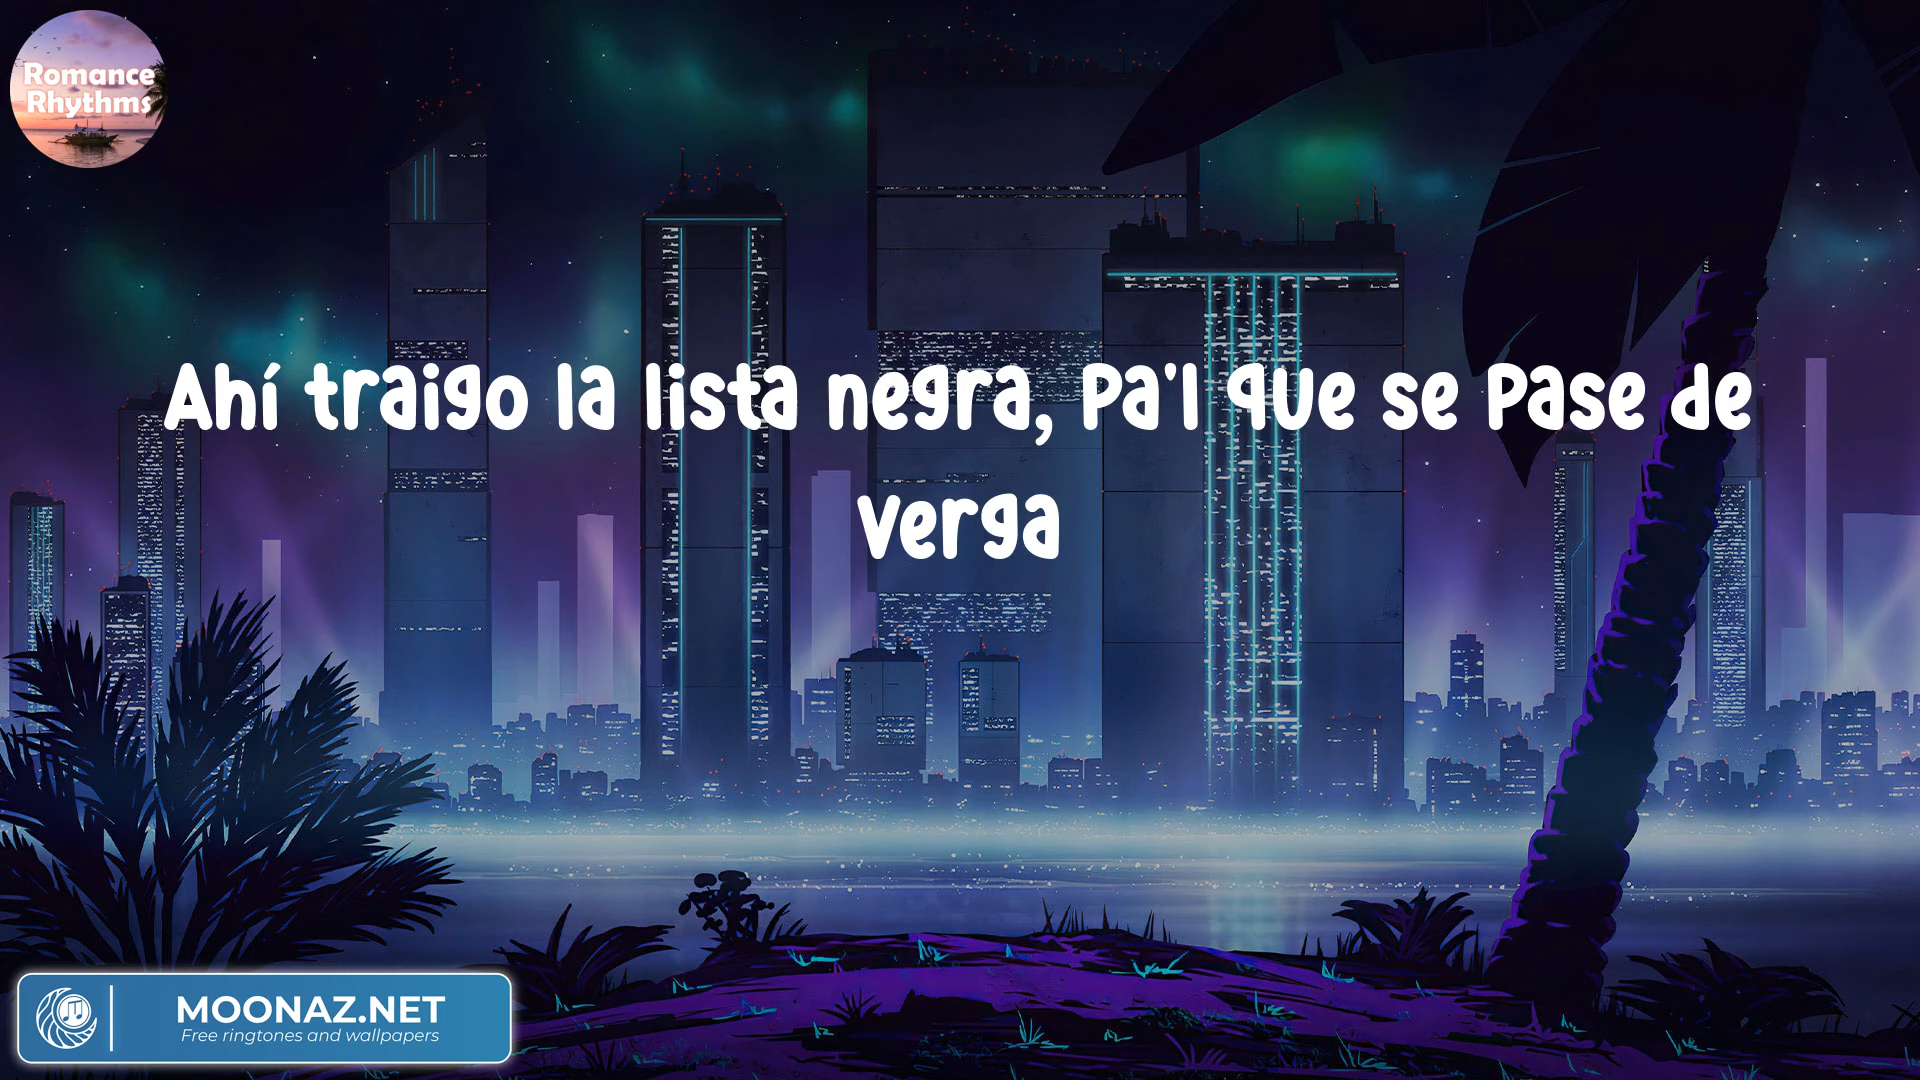 Romance
Rhythms
Ahí traigo la lista negra, Pa'l que se Pase de
verga
MOONAZ.NET
Free ringtones and wallpapers